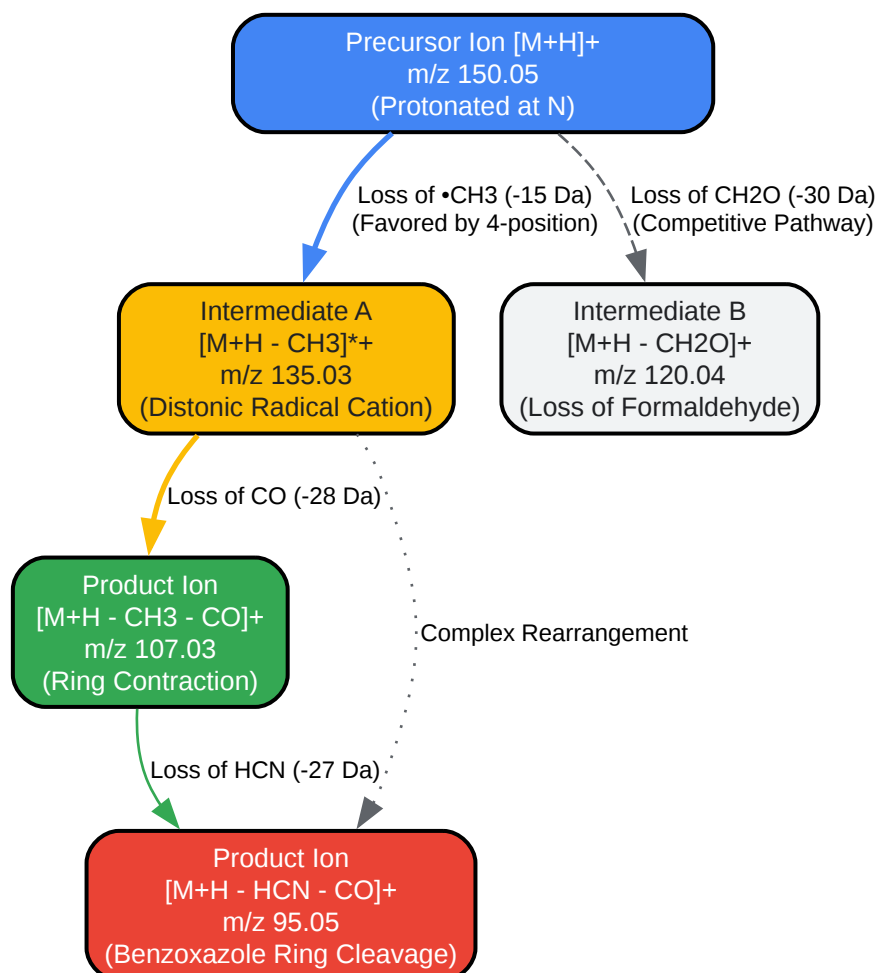 Precursor Ion [M+H]+
m/z 150.05
(Protonated at N)
Loss of •CH3 (-15 Da)
(Favored by 4-position)
Loss of CH2O (-30 Da)
(Competitive Pathway)
Intermediate A
[M+H - CH3]*+
m/z 135.03
(Distonic Radical Cation)
Intermediate B
[M+H - CH2O]+
m/z 120.04
(Loss of Formaldehyde)
Loss of CO (-28 Da)
Product Ion
[M+H - CH3 - CO]+
m/z 107.03
(Ring Contraction)
Complex Rearrangement
Loss of HCN (-27 Da)
Product Ion
[M+H - HCN - CO]+
m/z 95.05
(Benzoxazole Ring Cleavage)